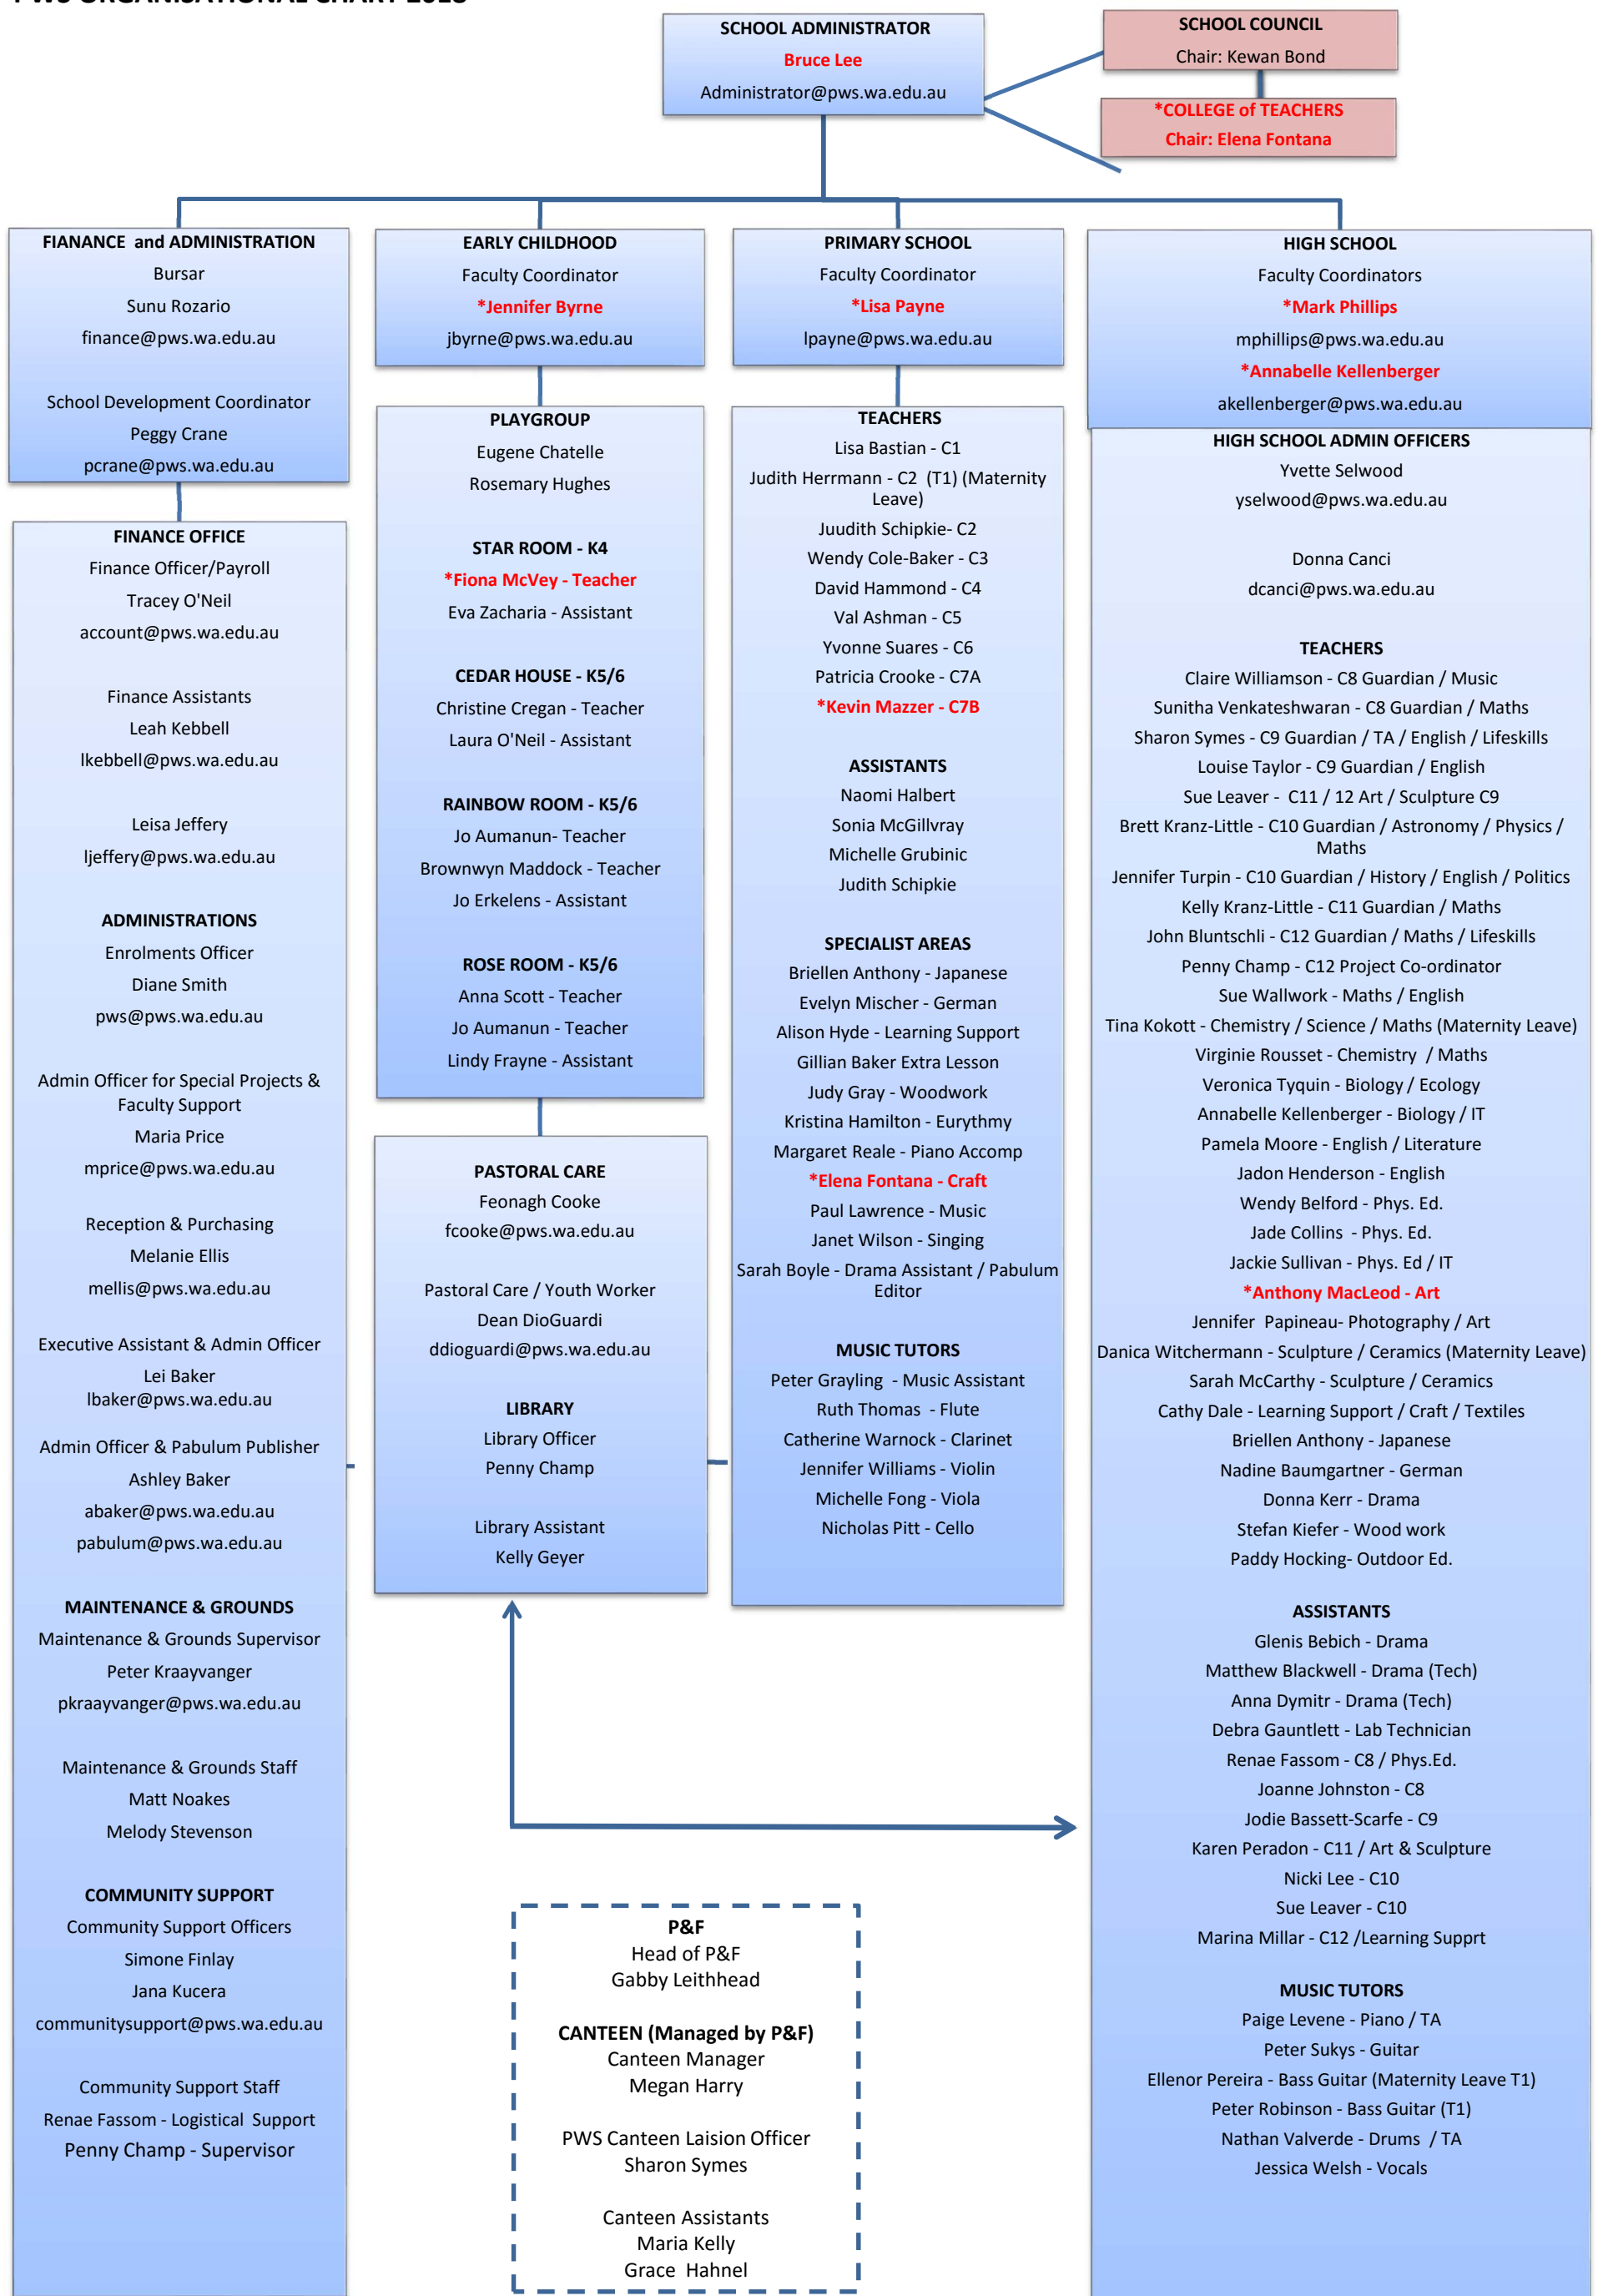 SCHOOL ADMINISTRATOR
Bruce Lee
Administrator@pws.wa.edu.au
SCHOOL COUNCIL
Chair: Kewan Bond
*COLLEGE of TEACHERS
Chair: Elena Fontana
FIANANCE and ADMINISTRATION
Bursar
Sunu Rozario
finance@pws.wa.edu.au
School Development Coordinator
Peggy Crane
pcrane@pws.wa.edu.au
FINANCE OFFICE
Finance Officer/Payroll
Tracey O'Neil
account@pws.wa.edu.au
Finance Assistants
Leah Kebbell
lkebbell@pws.wa.edu.au
Leisa Jeffery
ljeffery@pws.wa.edu.au
ADMINISTRATIONS
Enrolments Officer
Diane Smith
pws@pws.wa.edu.au
Admin Officer for Special Projects &
Faculty Support
Maria Price
mprice@pws.wa.edu.au
Reception & Purchasing
Melanie Ellis
mellis@pws.wa.edu.au
Executive Assistant & Admin Officer
Lei Baker
lbaker@pws.wa.edu.au
Admin Officer & Pabulum Publisher
Ashley Baker
abaker@pws.wa.edu.au
pabulum@pws.wa.edu.au
MAINTENANCE & GROUNDS
Maintenance & Grounds Supervisor
Peter Kraayvanger
pkraayvanger@pws.wa.edu.au
Maintenance & Grounds Staff
Matt Noakes
Melody Stevenson
COMMUNITY SUPPORT
Community Support Officers
Simone Finlay
Jana Kucera
communitysupport@pws.wa.edu.au
Community Support Staff
Renae Fassom - Logistical Support
Penny Champ - Supervisor
EARLY CHILDHOOD
Faculty Coordinator
*Jennifer Byrne
jbyrne@pws.wa.edu.au
PLAYGROUP
Eugene Chatelle
Rosemary Hughes
STAR ROOM - K4
*Fiona McVey - Teacher
Eva Zacharia - Assistant
CEDAR HOUSE - K5/6
Christine Cregan - Teacher
Laura O'Neil - Assistant
RAINBOW ROOM - K5/6
Jo Aumanun- Teacher
Brownwyn Maddock - Teacher
Jo Erkelens - Assistant
ROSE ROOM - K5/6
Anna Scott - Teacher
Jo Aumanun - Teacher
Lindy Frayne - Assistant
PASTORAL CARE
Feonagh Cooke
fcooke@pws.wa.edu.au
Pastoral Care / Youth Worker
Dean DioGuardi
ddioguardi@pws.wa.edu.au
LIBRARY
Library Officer
Penny Champ
Library Assistant
Kelly Geyer
PRIMARY SCHOOL
Faculty Coordinator
*Lisa Payne
lpayne@pws.wa.edu.au
TEACHERS
Lisa Bastian - C1
Judith Herrmann - C2 (T1) (Maternity
Leave)
Juudith Schipkie- C2
Wendy Cole-Baker - C3
David Hammond - C4
Val Ashman - C5
Yvonne Suares - C6
Patricia Crooke - C7A
*Kevin Mazzer - C7B
ASSISTANTS
Naomi Halbert
Sonia McGillvray
Michelle Grubinic
Judith Schipkie
SPECIALIST AREAS
Briellen Anthony - Japanese
Evelyn Mischer - German
Alison Hyde - Learning Support
Gillian Baker Extra Lesson
Judy Gray - Woodwork
Kristina Hamilton - Eurythmy
Margaret Reale - Piano Accomp
*Elena Fontana - Craft
Paul Lawrence - Music
Janet Wilson - Singing
Sarah Boyle - Drama Assistant / Pabulum
Editor
MUSIC TUTORS
Peter Grayling - Music Assistant
Ruth Thomas - Flute
Catherine Warnock - Clarinet
Jennifer Williams - Violin
Michelle Fong - Viola
Nicholas Pitt - Cello
HIGH SCHOOL
Faculty Coordinators
*Mark Phillips
mphillips@pws.wa.edu.au
*Annabelle Kellenberger
akellenberger@pws.wa.edu.au
HIGH SCHOOL ADMIN OFFICERS
Yvette Selwood
yselwood@pws.wa.edu.au
Donna Canci
dcanci@pws.wa.edu.au
TEACHERS
Claire Williamson - C8 Guardian / Music
Sunitha Venkateshwaran - C8 Guardian / Maths
Sharon Symes - C9 Guardian / TA / English / Lifeskills
Louise Taylor - C9 Guardian / English
Sue Leaver - C11 / 12 Art / Sculpture C9
Brett Kranz-Little - C10 Guardian / Astronomy / Physics /
Maths
Jennifer Turpin - C10 Guardian / History / English / Politics
Kelly Kranz-Little - C11 Guardian / Maths
John Bluntschli - C12 Guardian / Maths / Lifeskills
Penny Champ - C12 Project Co-ordinator
Sue Wallwork - Maths / English
Tina Kokott - Chemistry / Science / Maths (Maternity Leave)
Virginie Rousset - Chemistry / Maths
Veronica Tyquin - Biology / Ecology
Annabelle Kellenberger - Biology / IT
Pamela Moore - English / Literature
Jadon Henderson - English
Wendy Belford - Phys. Ed.
Jade Collins - Phys. Ed.
Jackie Sullivan - Phys. Ed / IT
*Anthony MacLeod - Art
Jennifer Papineau- Photography / Art
Danica Witchermann - Sculpture / Ceramics (Maternity Leave)
Sarah McCarthy - Sculpture / Ceramics
Cathy Dale - Learning Support / Craft / Textiles
Briellen Anthony - Japanese
Nadine Baumgartner - German
Donna Kerr - Drama
Stefan Kiefer - Wood work
Paddy Hocking- Outdoor Ed.
ASSISTANTS
Glenis Bebich - Drama
Matthew Blackwell - Drama (Tech)
Anna Dymitr - Drama (Tech)
Debra Gauntlett - Lab Technician
Renae Fassom - C8 / Phys.Ed.
Joanne Johnston - C8
Jodie Bassett-Scarfe - C9
Karen Peradon - C11 / Art & Sculpture
Nicki Lee - C10
Sue Leaver - C10
Marina Millar - C12 /Learning Supprt
MUSIC TUTORS
Paige Levene - Piano / TA
Peter Sukys - Guitar
Ellenor Pereira - Bass Guitar (Maternity Leave T1)
Peter Robinson - Bass Guitar (T1)
Nathan Valverde - Drums / TA
Jessica Welsh - Vocals
P&F
Head of P&F
Gabby Leithhead
CANTEEN (Managed by P&F)
Canteen Manager
Megan Harry
PWS Canteen Laision Officer
Sharon Symes
Canteen Assistants
Maria Kelly
Grace Hahnel